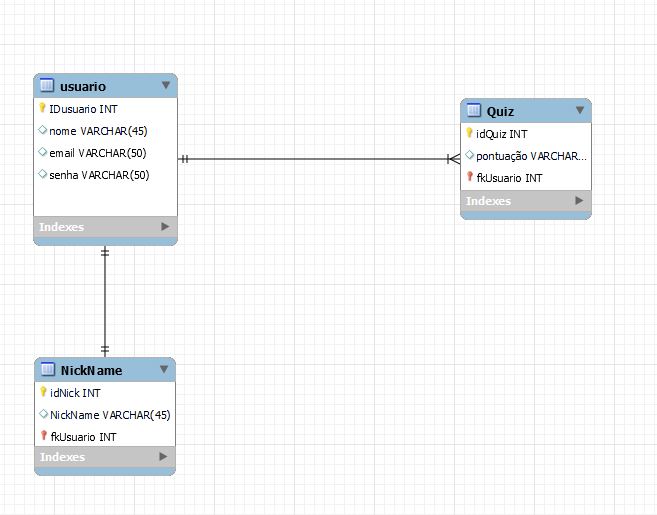 usuario
IDusuario INT
nome VARCHAR(45)
email VARCHAR(50)
senha VARCHAR(50)
Indexes
Quiz
idQuiz INT
pontuação VARCHAR...
fkUsuario INT
Indexes
NickName
idNick INT
NickName VARCHAR(45)
fkUsuario INT
Indexes